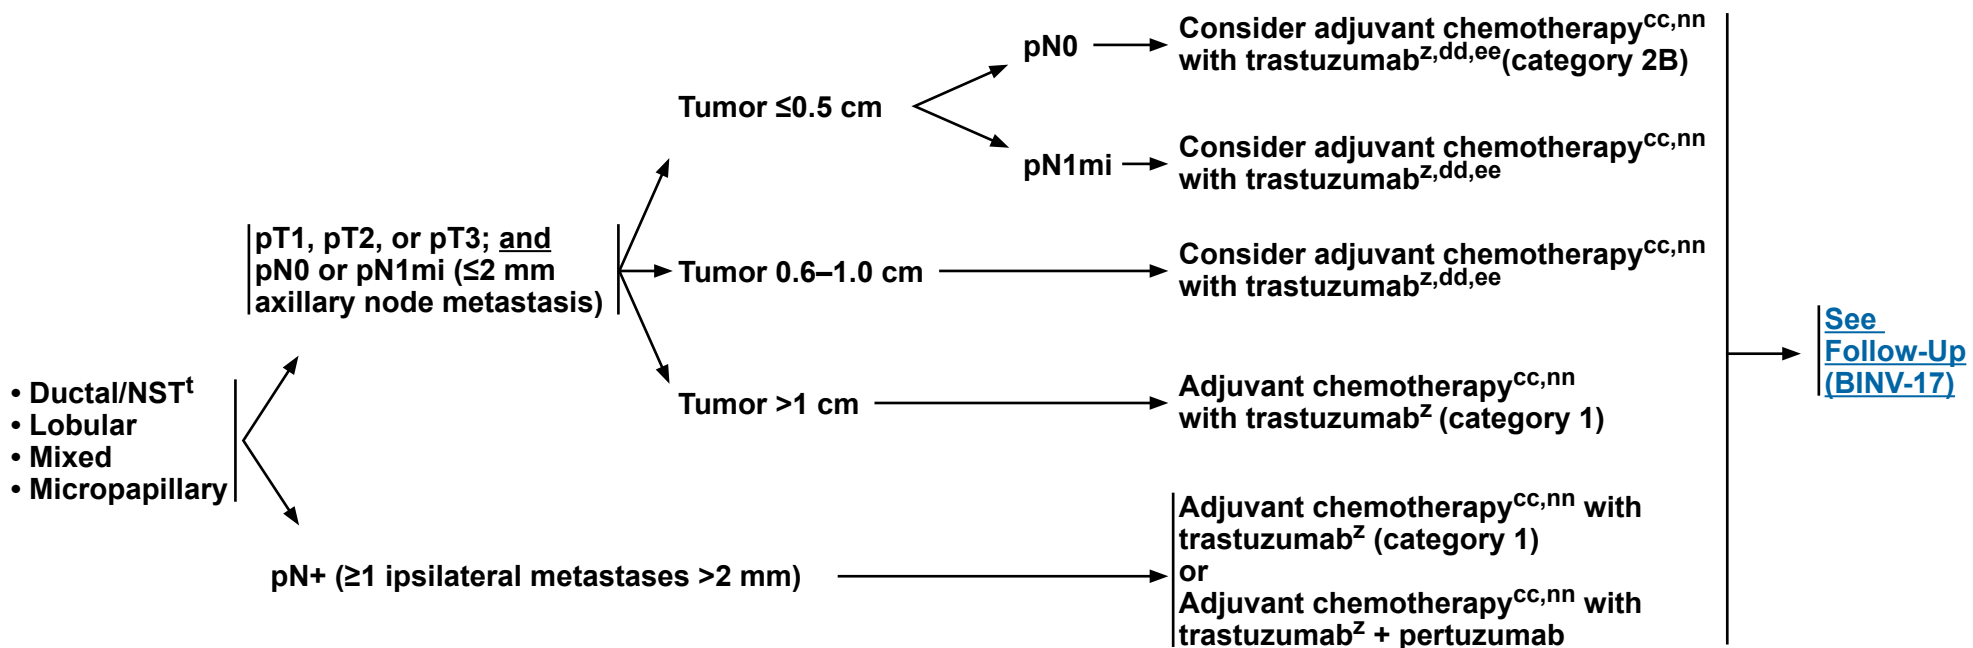 • Ductal/NSTᵗ
• Lobular
• Mixed
• Micropapillary
pT1, pT2, or pT3; and
pN0 or pN1mi (≤2 mm
axillary node metastasis)
pN+ (≥1 ipsilateral metastases >2 mm)
Tumor ≤0.5 cm
Tumor 0.6–1.0 cm
Tumor >1 cm
pN0
pN1mi
Consider adjuvant chemotherapycc,nn
with trastuzumabz,dd,ee(category 2B)
Consider adjuvant chemotherapycc,nn
with trastuzumabz,dd,ee
Consider adjuvant chemotherapycc,nn
with trastuzumabz,dd,ee
Adjuvant chemotherapycc,nn
with trastuzumabz (category 1)
Adjuvant chemotherapycc,nn with
trastuzumabz (category 1)
or
Adjuvant chemotherapycc,nn with
trastuzumabz + pertuzumab
See
Follow-Up
(BINV-17)